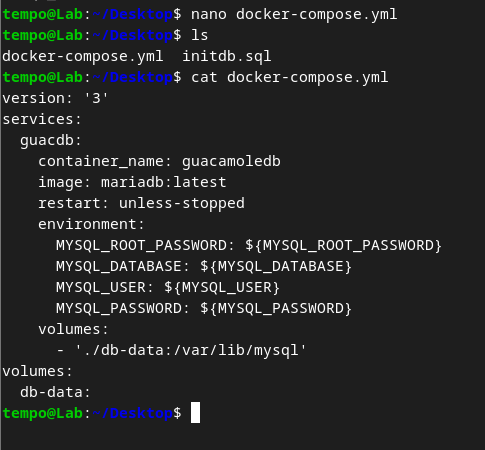 tempo@Lab:~/Desktop$ nano docker-compose.yml
tempo@Lab:~/Desktop$ ls
docker-compose.yml  initdb.sql
tempo@Lab:~/Desktop$ cat docker-compose.yml
version: '3'
services:
  guacdb:
    container_name: guacamoledb
    image: mariadb:latest
    restart: unless-stopped
    environment:
      MYSQL_ROOT_PASSWORD: ${MYSQL_ROOT_PASSWORD}
      MYSQL_DATABASE: ${MYSQL_DATABASE}
      MYSQL_USER: ${MYSQL_USER}
      MYSQL_PASSWORD: ${MYSQL_PASSWORD}
    volumes:
      - './db-data:/var/lib/mysql'
volumes:
  db-data:
tempo@Lab:~/Desktop$